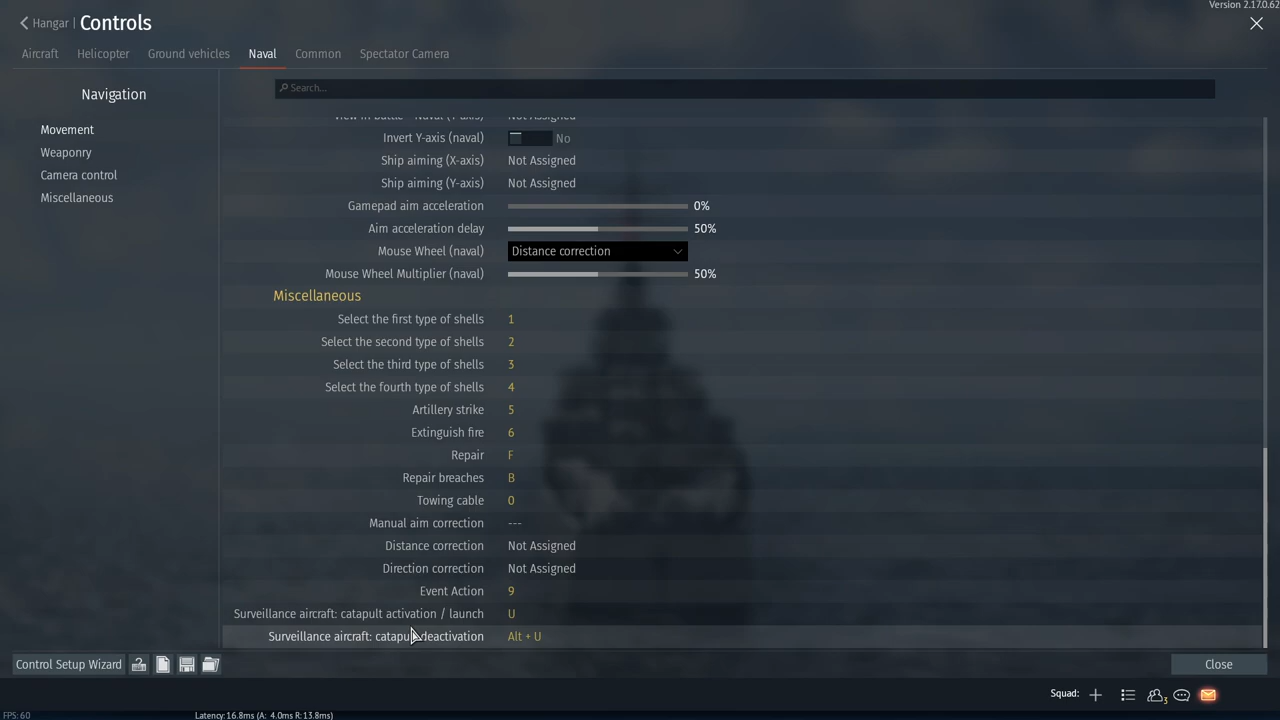 Version 2.17.0.62
Hangar | Controls
Aircraft Helicopter Ground vehicles Naval Common Spectator Camera
Navigation
Movement
Weaponry
Camera control
Miscellaneous
Search...
Invert Y-axis (naval) No
Ship aiming (X-axis) Not Assigned
Ship aiming (Y-axis) Not Assigned
Gamepad aim acceleration 0%
Aim acceleration delay 50%
Mouse Wheel (naval) Distance correction
Mouse Wheel Multiplier (naval) 50%
Miscellaneous
Select the first type of shells 1
Select the second type of shells 2
Select the third type of shells 3
Select the fourth type of shells 4
Artillery strike 5
Extinguish fire 6
Repair F
Repair breaches B
Towing cable 0
Manual aim correction ---
Distance correction Not Assigned
Direction correction Not Assigned
Event Action 9
Surveillance aircraft: catapult activation / launch U
Surveillance aircraft: catapult deactivation Alt + U
Control Setup Wizard
Close
Squad: 3
FPS: 60 Latency:16.8ms (A: 4.0ms R:13.8ms)